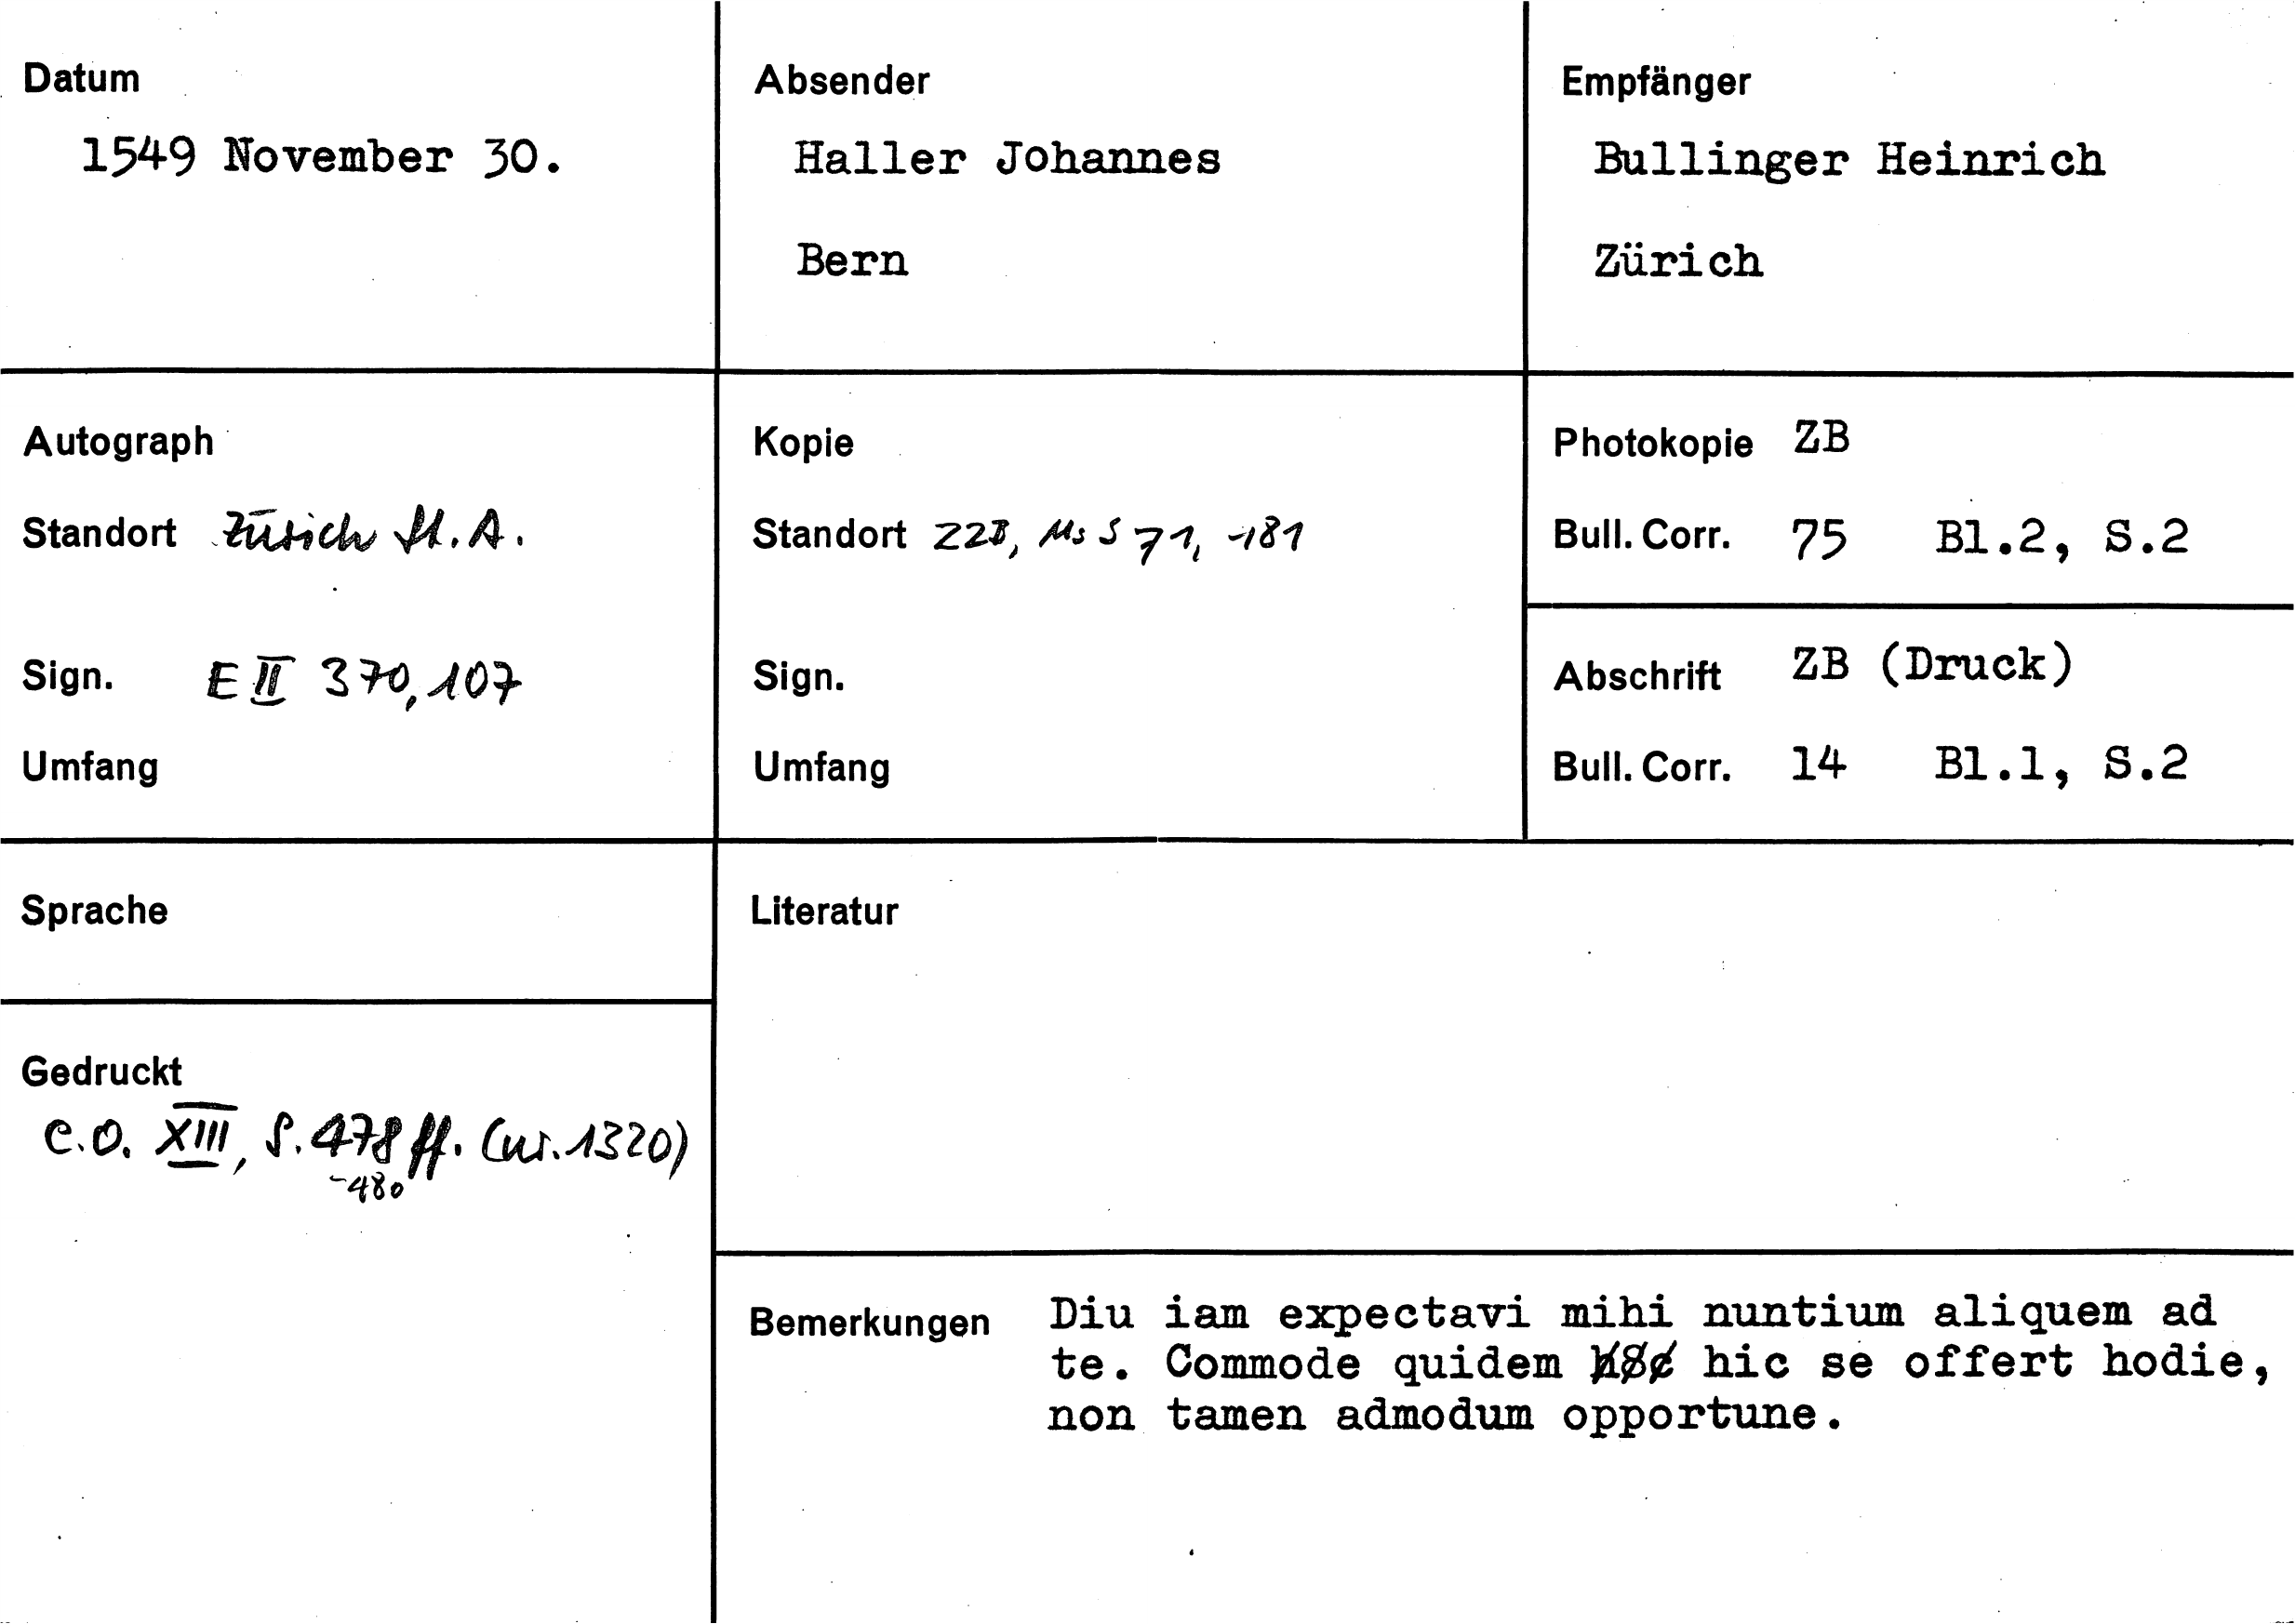 Datum
1549 November 30.
Absender
Haller Johannes
Bern
Empfänger
Bullinger Heinrich
Zürich
Autograph
Standort Zürich St.A.
Sign. E II 370,107
Umfang
Kopie
Standort ZZB, Ms S 71, 181
Sign.
Umfang
Photokopie ZB
Bull. Corr. 75 Bl.2, S.2
Abschrift ZB (Druck)
Bull. Corr. 14 Bl.1, S.2
Sprache
Gedruckt
C.O. XIII, S. 478 ff. (nr. 1320)
-480
Literatur
Bemerkungen Diu iam expectavi mihi nuntium aliquem ad
te. Commode quidem hic se offert hodie,
non tamen admodum opportune.